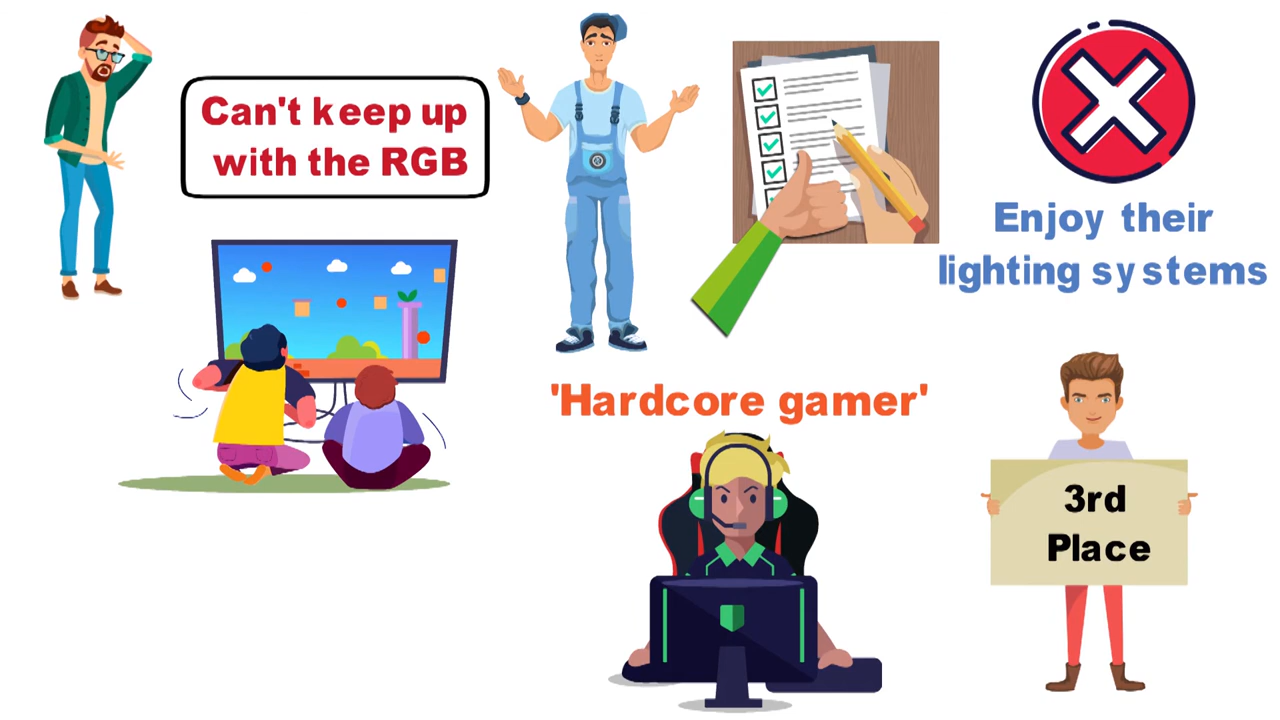 Can't keep up
with the RGB
Enjoy their
lighting systems
'Hardcore gamer'
3rd
Place